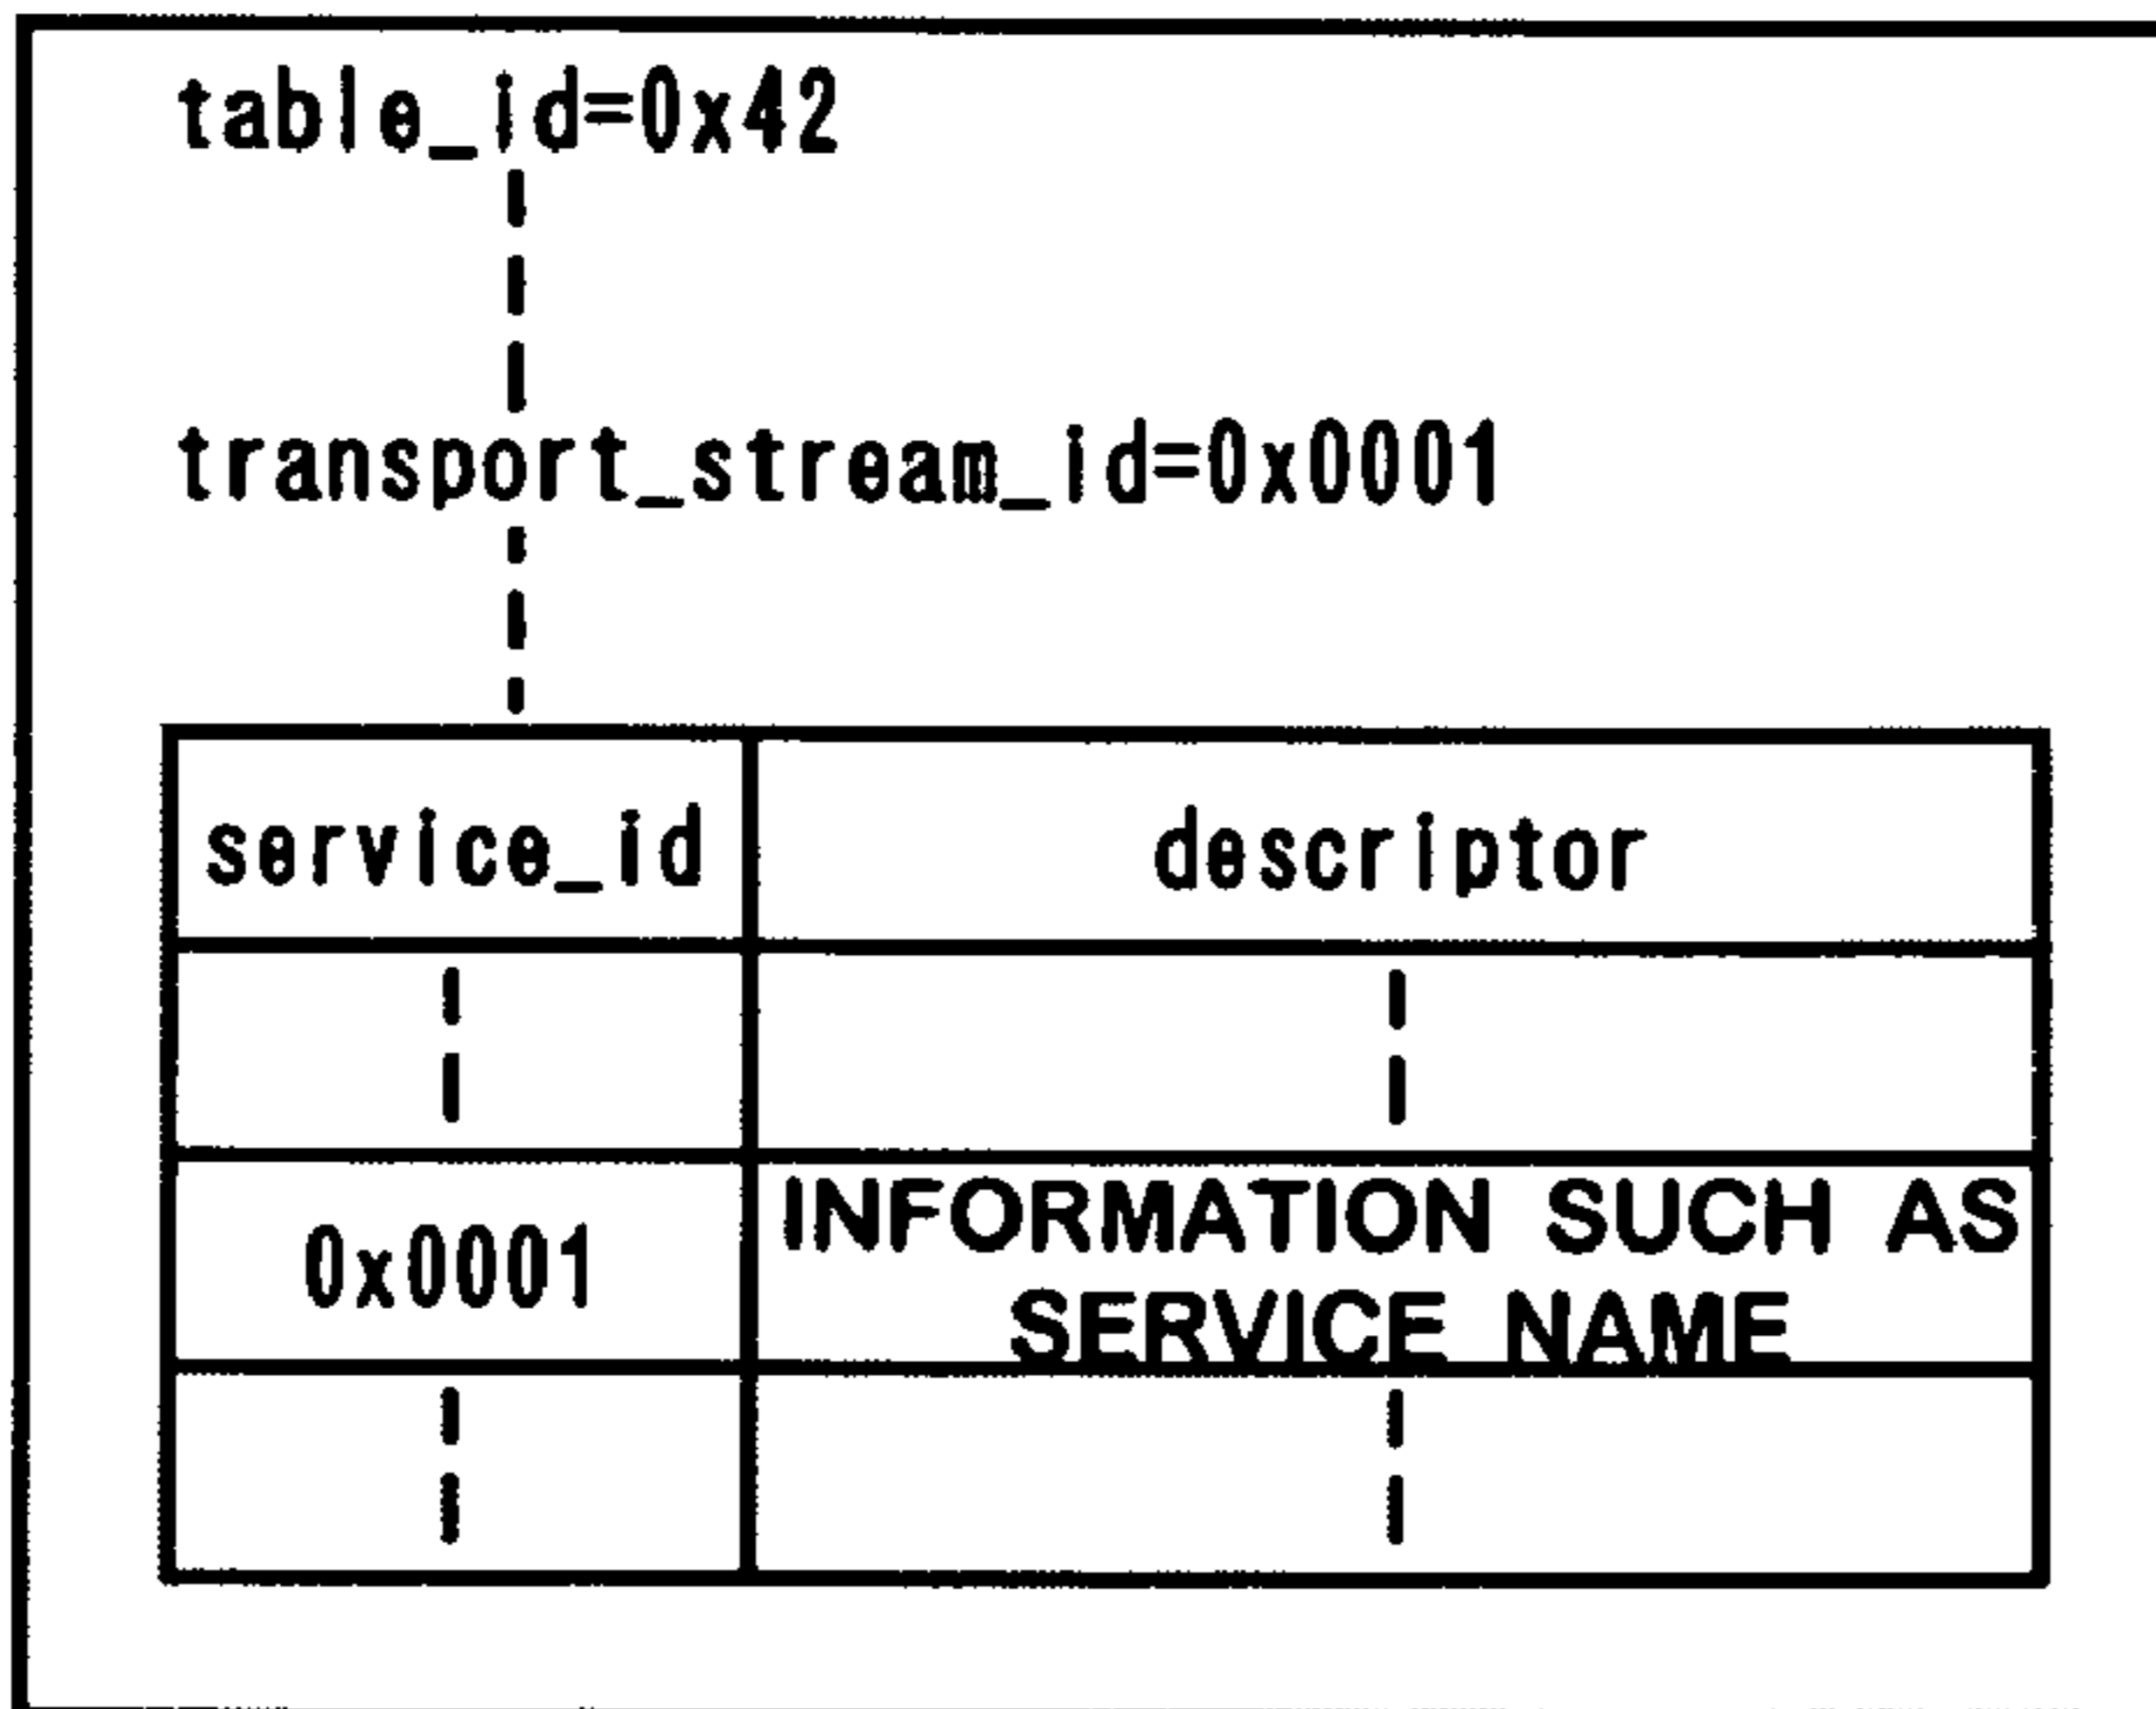 table_id=0x42
transport_stream_id=0x0001
service_id descriptor
0x0001 INFORMATION SUCH AS
SERVICE NAME